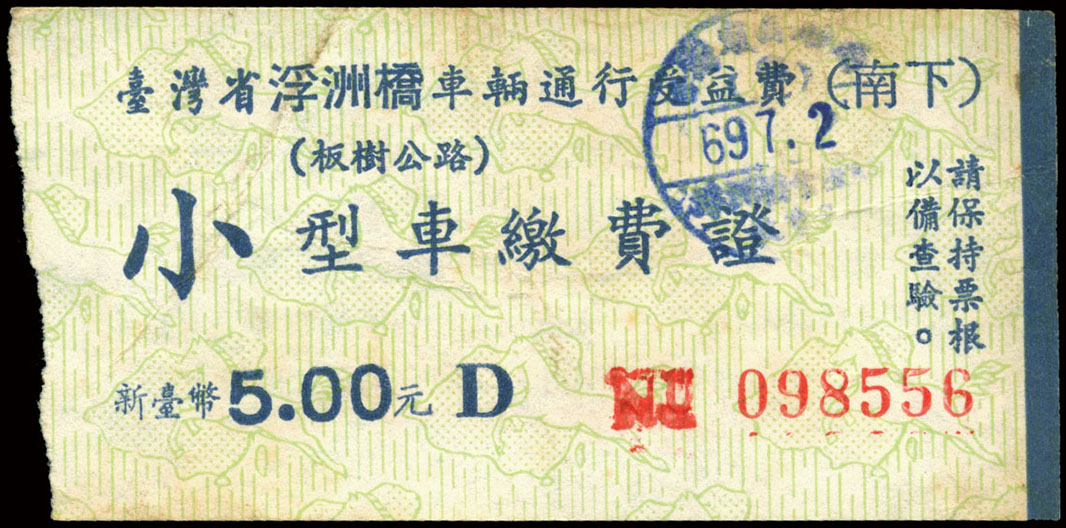 臺灣省浮洲橋車輛通行受益費(南下)
(板樹公路)
小型車繳費證
請保持票根
以備查驗。
69.7.2
新臺幣5.00元 D № 098556